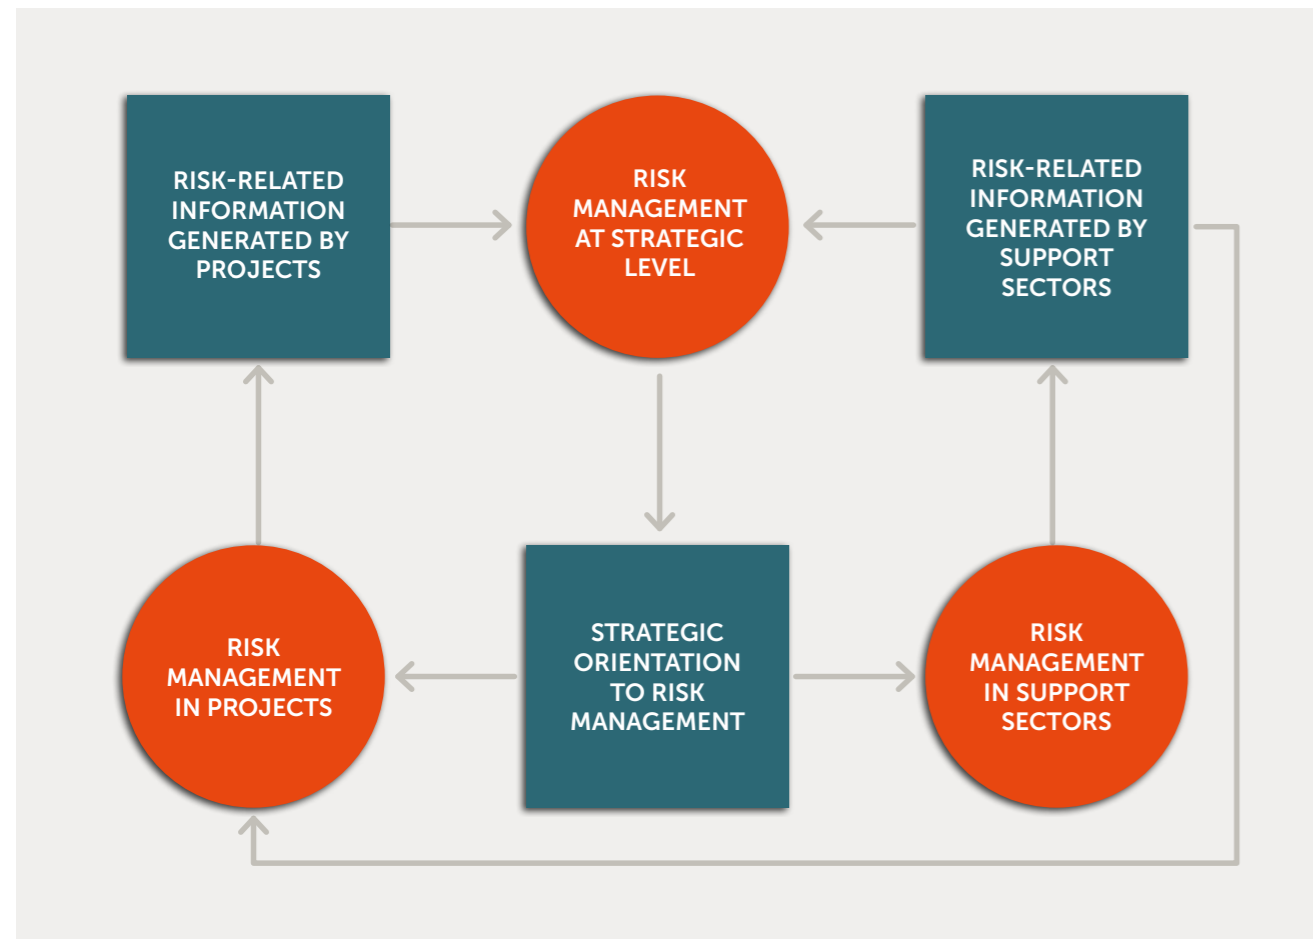 RISK-RELATED
INFORMATION
GENERATED BY
PROJECTS
RISK
MANAGEMENT
AT STRATEGIC
LEVEL
RISK-RELATED
INFORMATION
GENERATED BY
SUPPORT
SECTORS
RISK
MANAGEMENT
IN PROJECTS
STRATEGIC
ORIENTATION
TO RISK
MANAGEMENT
RISK
MANAGEMENT
IN SUPPORT
SECTORS